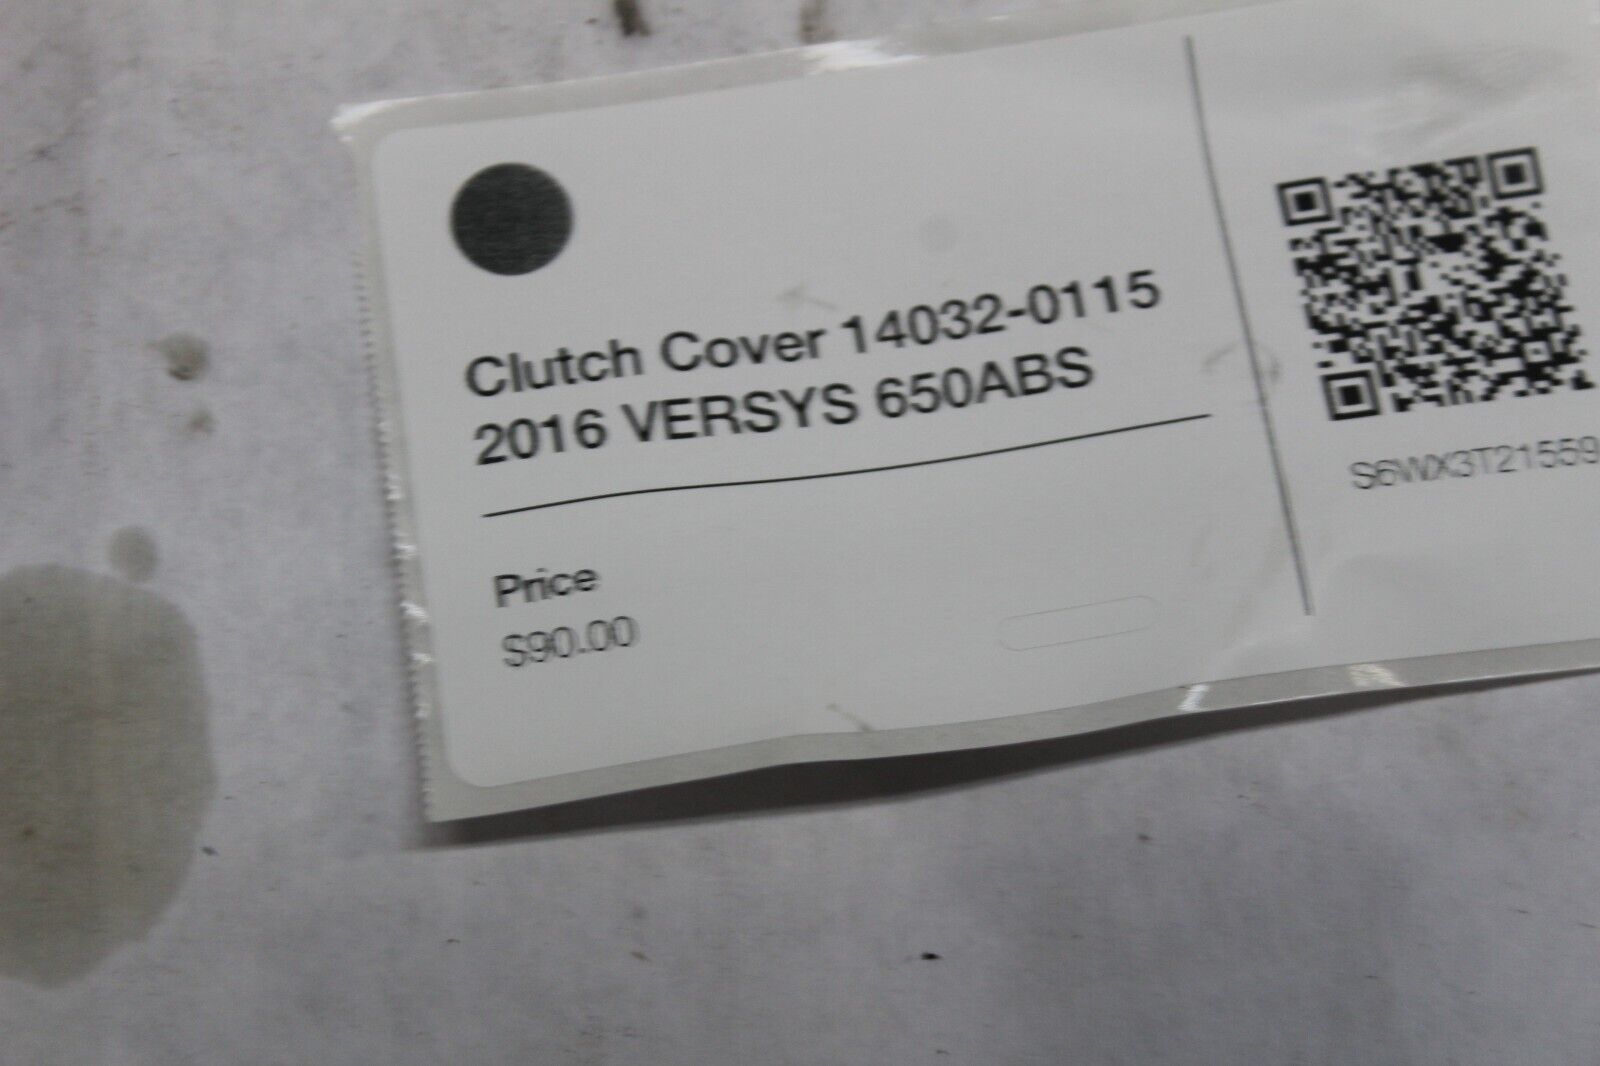 Clutch Cover 14032-0115
2016 VERSYS 650ABS
Price
$90.00
S6WX3T21559